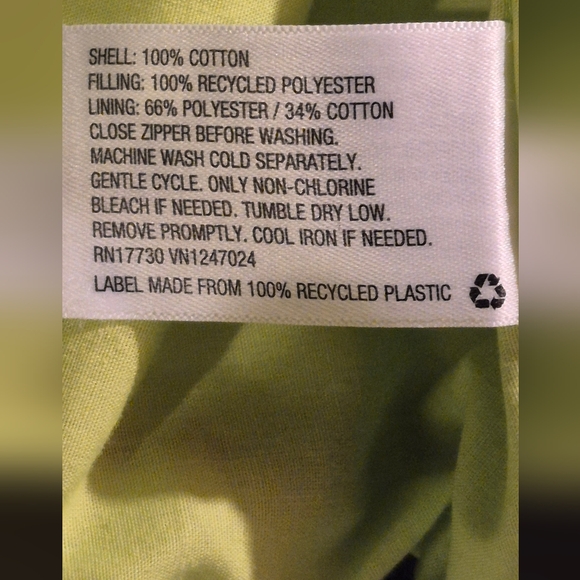 SHELL: 100% COTTON
FILLING: 100% RECYCLED POLYESTER
LINING: 66% POLYESTER / 34% COTTON
CLOSE ZIPPER BEFORE WASHING.
MACHINE WASH COLD SEPARATELY.
GENTLE CYCLE. ONLY NON-CHLORINE
BLEACH IF NEEDED. TUMBLE DRY LOW.
REMOVE PROMPTLY. COOL IRON IF NEEDED.
RN17730 VN1247024
LABEL MADE FROM 100% RECYCLED PLASTIC